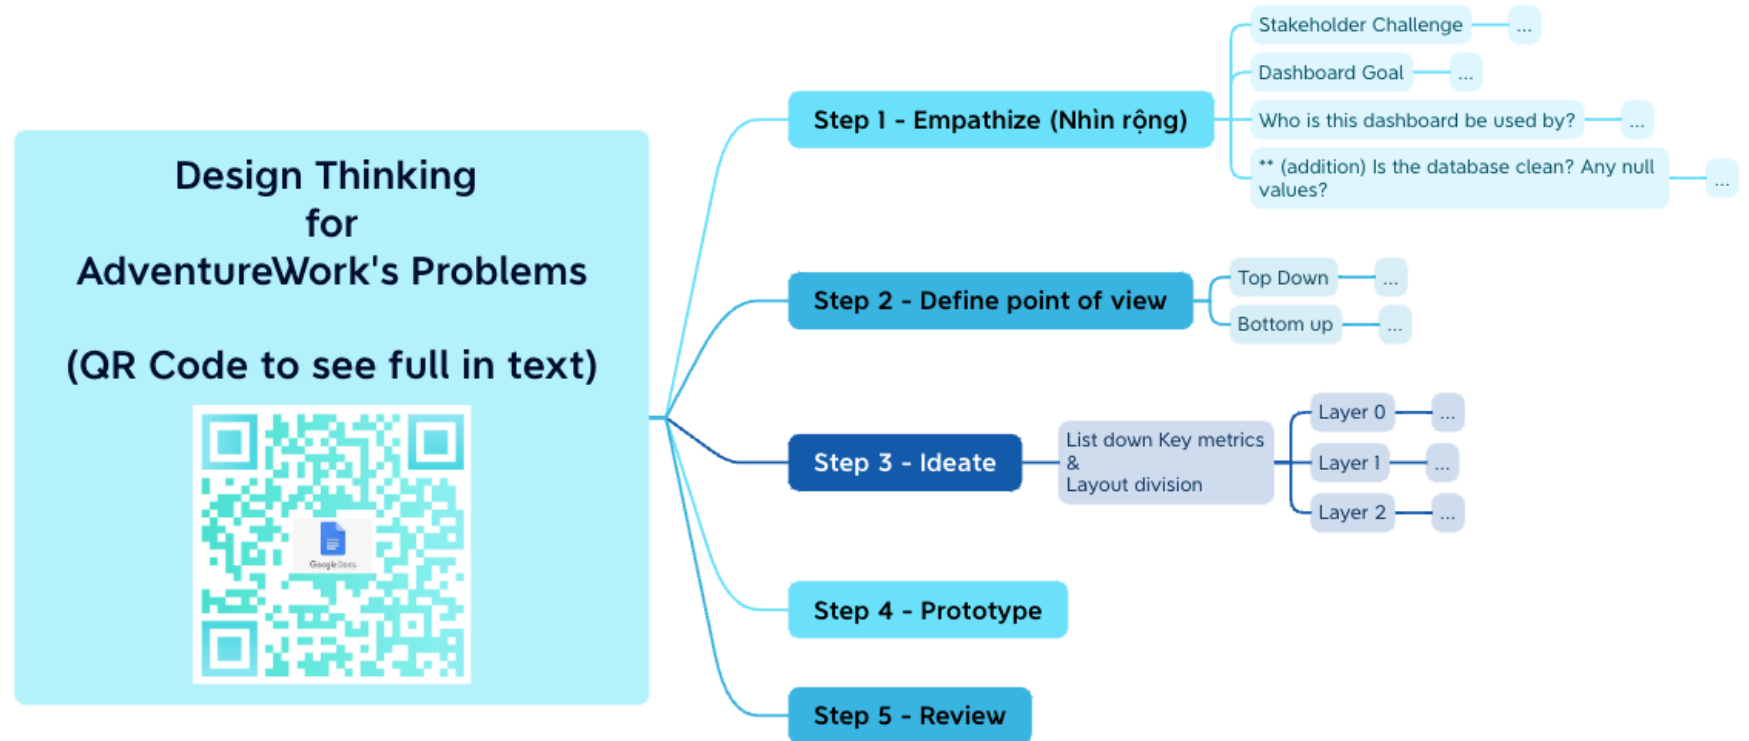 Design Thinking
for
AdventureWork's Problems
(QR Code to see full in text)
Google Docs
Step 1 - Empathize (Nhìn rộng)
Stakeholder Challenge
...
Dashboard Goal
...
Who is this dashboard be used by?
...
** (addition) Is the database clean? Any null
values?
...
Step 2 - Define point of view
Top Down
...
Bottom up
...
Step 3 - Ideate
List down Key metrics
&
Layout division
Layer 0
...
Layer 1
...
Layer 2
...
Step 4 - Prototype
Step 5 - Review